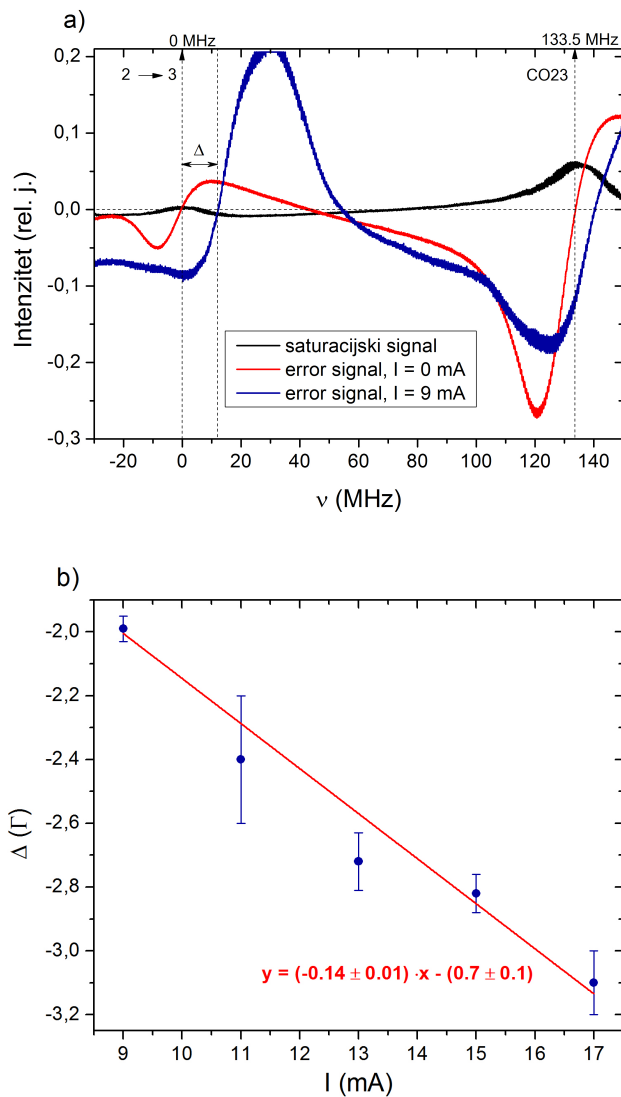 a)
0 MHz
133.5 MHz
2 → 3
CO23
Δ
0,2
0,1
0,0
-0,1
-0,2
-0,3
Intenzitet (rel. j.)
saturacijski signal
error signal, I = 0 mA
error signal, I = 9 mA
-20 0 20 40 60 80 100 120 140
ν (MHz)
b)
-2,0
-2,2
-2,4
-2,6
-2,8
-3,0
-3,2
Δ (Γ)
y = (-0.14 ± 0.01) ·x - (0.7 ± 0.1)
9 10 11 12 13 14 15 16 17
I (mA)